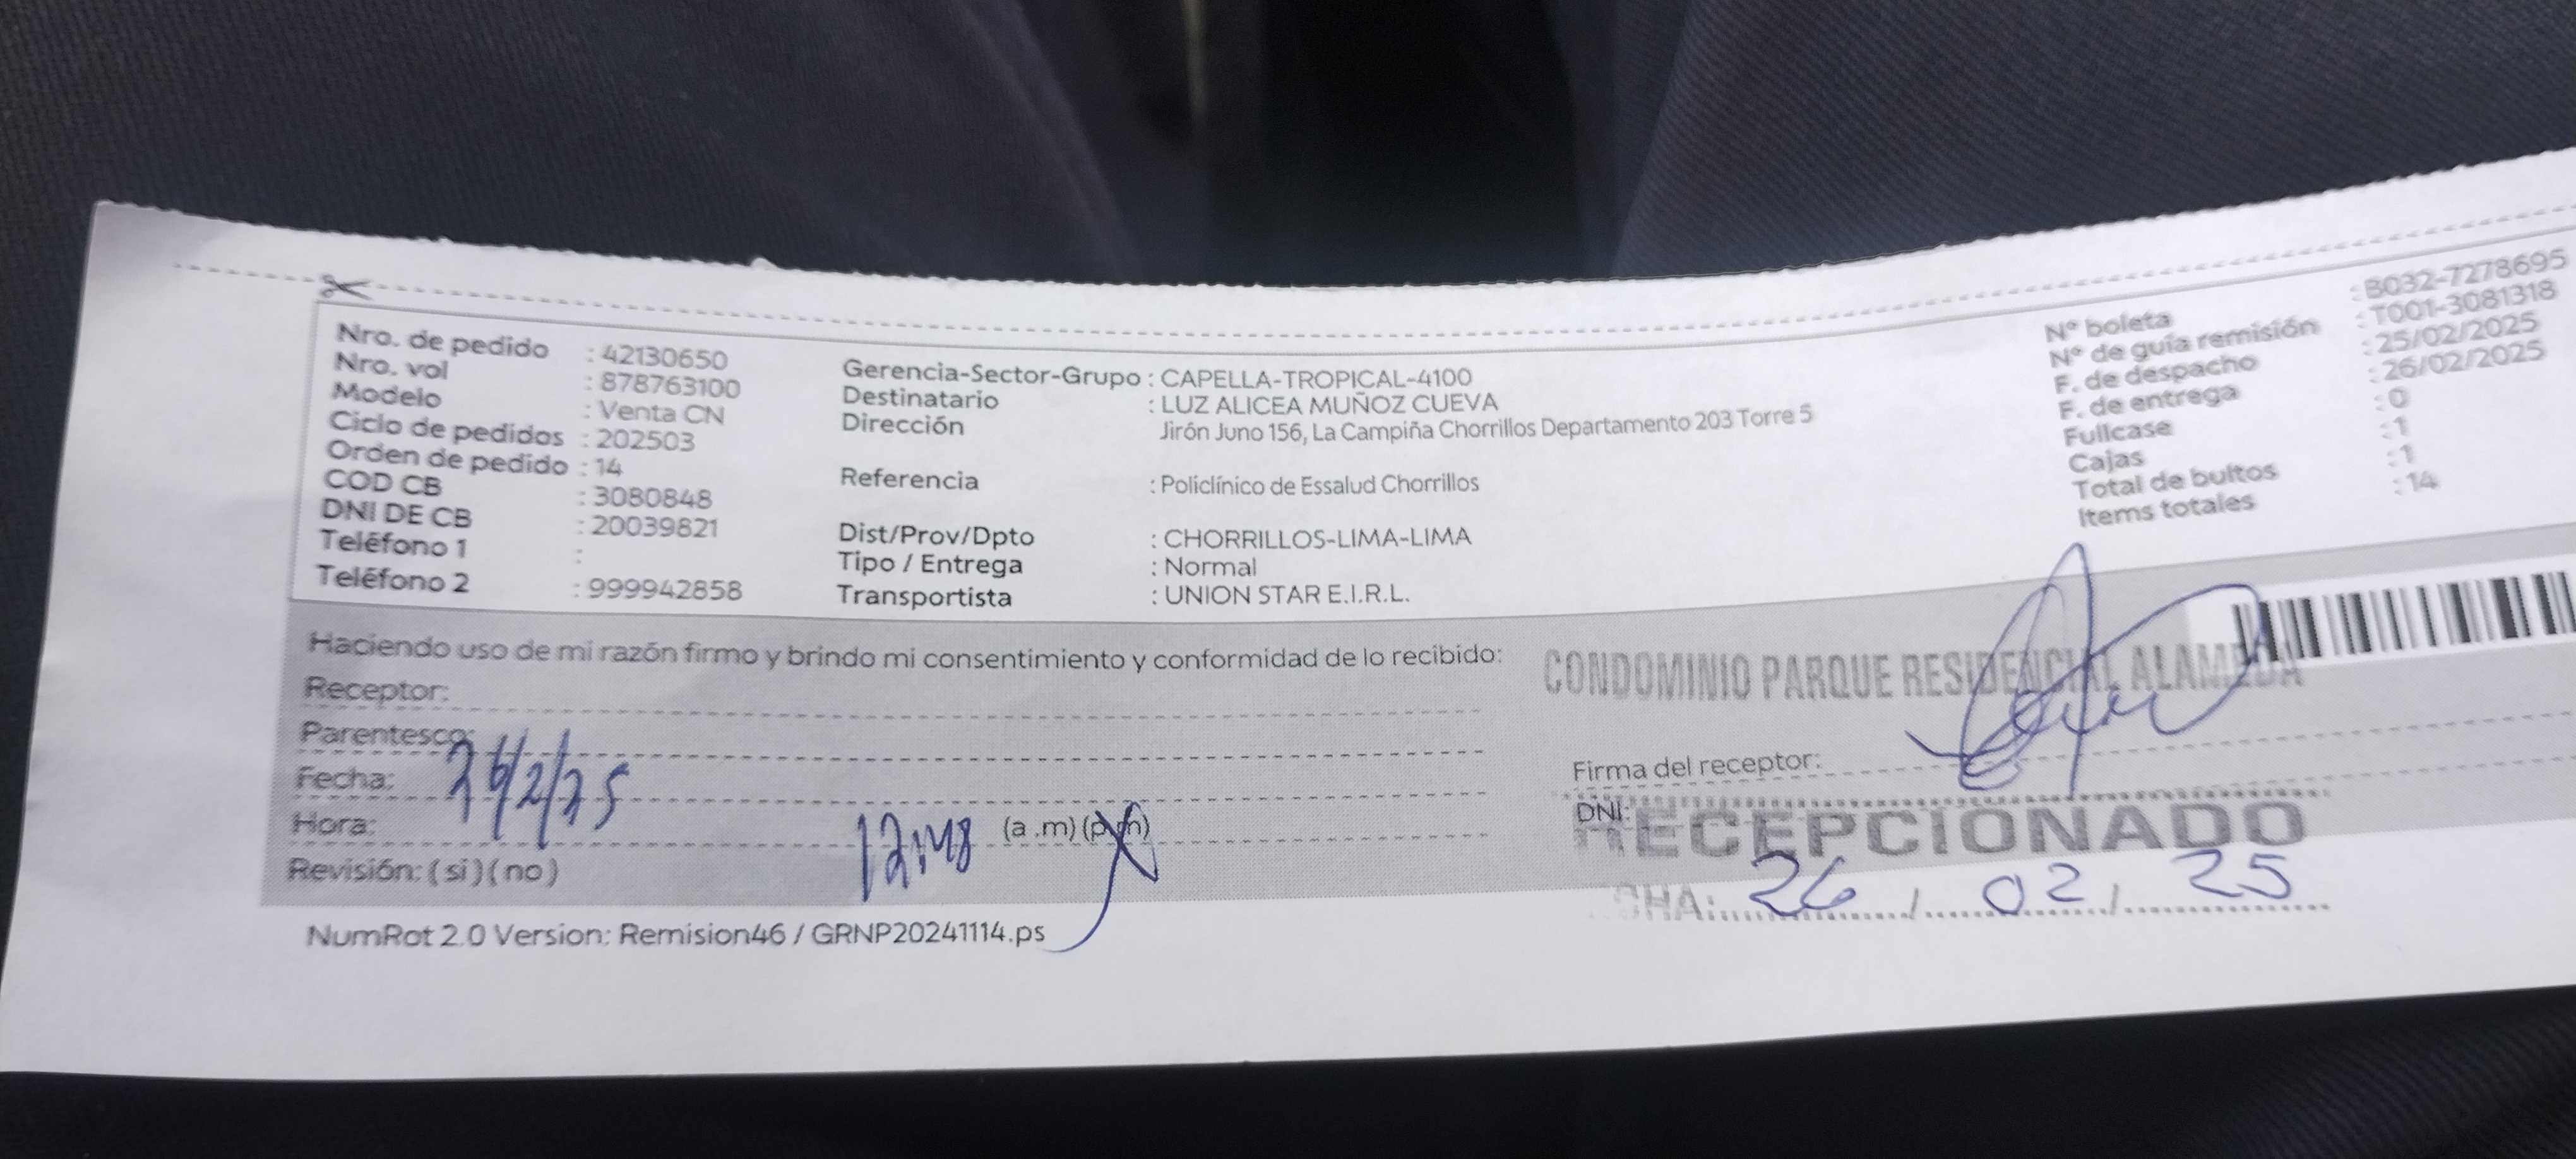 Nro. de pedido : 42130650
Nro. vol : 878763100
Modelo : Venta CN
Ciclo de pedidos : 202503
Orden de pedido : 14
COD CB : 3080848
DNI DE CB : 20039821
Teléfono 1 :
Teléfono 2 : 999942858
Gerencia-Sector-Grupo : CAPELLA-TROPICAL-4100
Destinatario : LUZ ALICEA MUÑOZ CUEVA
Dirección Jirón Juno 156, La Campiña Chorrillos Departamento 203 Torre 5
Referencia : Policlínico de Essalud Chorrillos
Dist/Prov/Dpto : CHORRILLOS-LIMA-LIMA
Tipo / Entrega : Normal
Transportista : UNION STAR E.I.R.L.
N° boleta : B032-7278695
N° de guía remisión : T001-3081318
F. de despacho : 25/02/2025
F. de entrega : 26/02/2025
Fullcase : 0
Cajas : 1
Total de bultos : 1
Items totales : 14
Haciendo uso de mi razón firmo y brindo mi consentimiento y conformidad de lo recibido:
Receptor:
Parentesco:
Fecha: 26/2/25
Hora: 12:48 (a .m) (p.m)
Revisión: ( si ) ( no )
CONDOMINIO PARQUE RESIDENCIAL ALAMEDA
Firma del receptor:
DNI:
RECEPCIONADO
26 / 02 / 25
NumRot 2.0 Version: Remision46 / GRNP20241114.ps